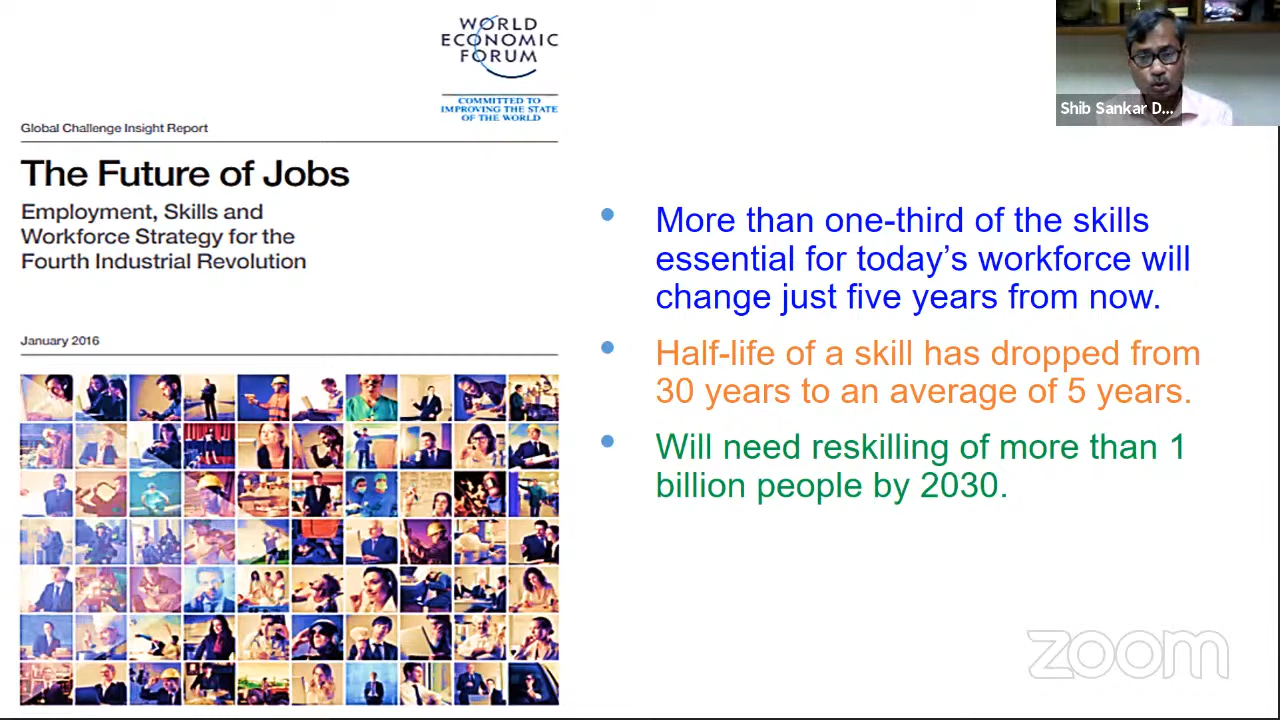 WORLD
ECONOMIC
FORUM
COMMITTED TO
IMPROVING THE STATE
OF THE WORLD
Global Challenge Insight Report
The Future of Jobs
Employment, Skills and
Workforce Strategy for the
Fourth Industrial Revolution
January 2016
Shib Sankar D...
• More than one-third of the skills
essential for today’s workforce will
change just five years from now.
• Half-life of a skill has dropped from
30 years to an average of 5 years.
• Will need reskilling of more than 1
billion people by 2030.
zoom